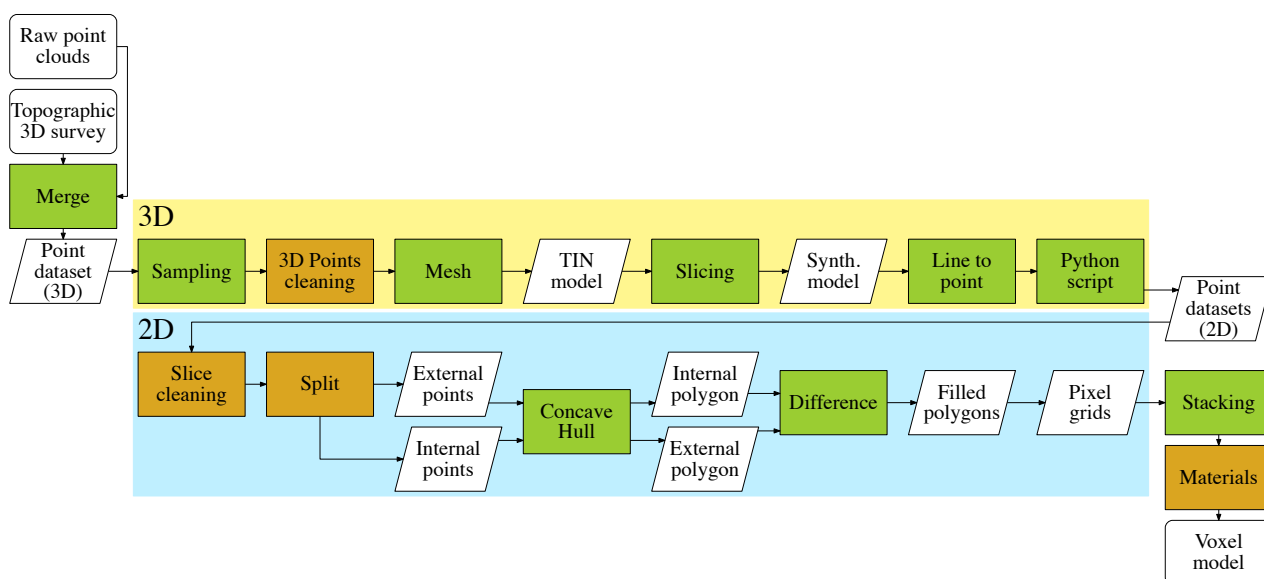 Raw point
clouds
Topographic
3D survey
Merge
Point
dataset
(3D)
3D
Sampling
3D Points
cleaning
Mesh
TIN
model
Slicing
Synth.
model
Line to
point
Python
script
Point
datasets
(2D)
2D
Slice
cleaning
Split
External
points
Internal
points
Concave
Hull
Internal
polygon
External
polygon
Difference
Filled
polygons
Pixel
grids
Stacking
Materials
Voxel
model